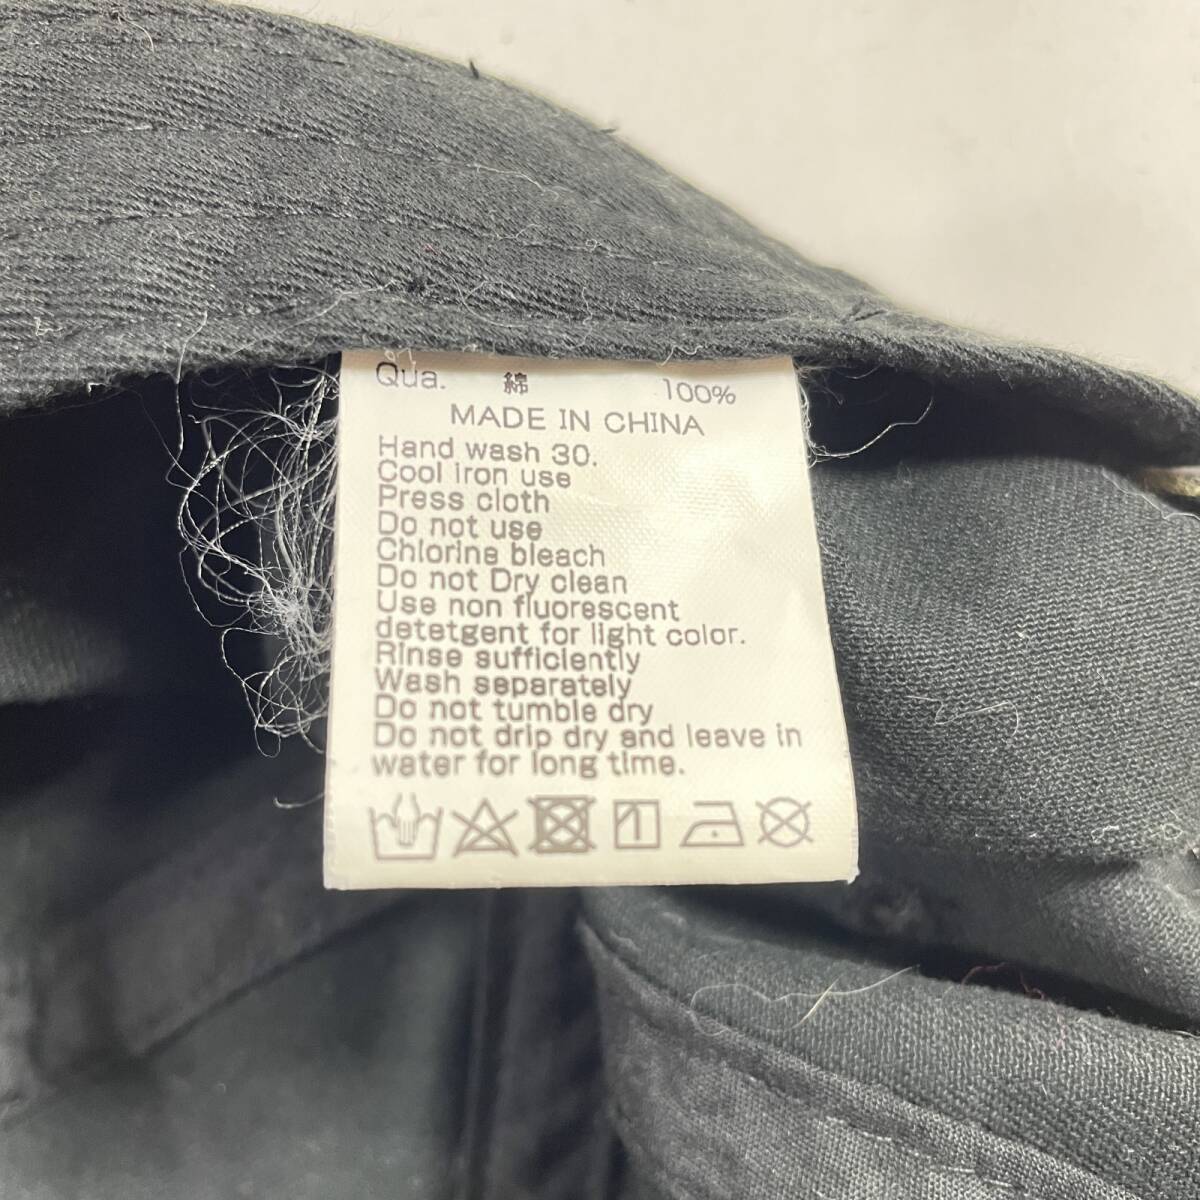 Qua. 綿 100%
MADE IN CHINA
Hand wash 30.
Cool iron use
Press cloth
Do not use
Chlorine bleach
Do not Dry clean
Use non fluorescent
detetgent for light color.
Rinse sufficiently
Wash separately
Do not tumble dry
Do not drip dry and leave in
water for long time.